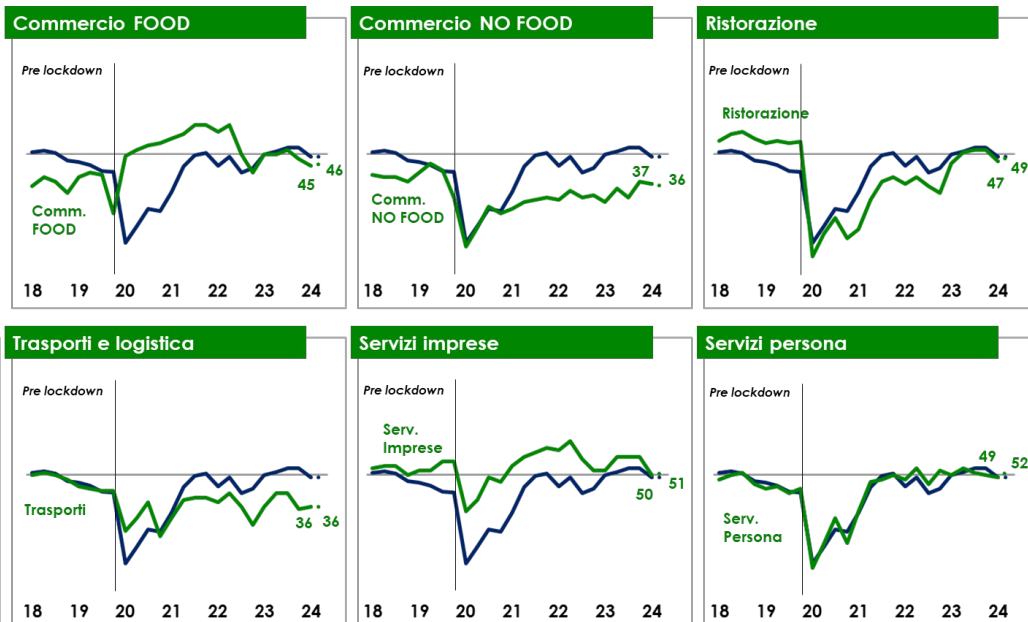 Commercio FOOD
Pre lockdown
Comm.
FOOD
46
45
18 19 20 21 22 23 24
Commercio NO FOOD
Pre lockdown
Comm.
NO FOOD
37
36
18 19 20 21 22 23 24
Ristorazione
Pre lockdown
Ristorazione
49
47
18 19 20 21 22 23 24
Trasporti e logistica
Pre lockdown
Trasporti
36 36
18 19 20 21 22 23 24
Servizi imprese
Pre lockdown
Serv.
Imprese
51
50
18 19 20 21 22 23 24
Servizi persona
Pre lockdown
49
52
Serv.
Persona
18 19 20 21 22 23 24